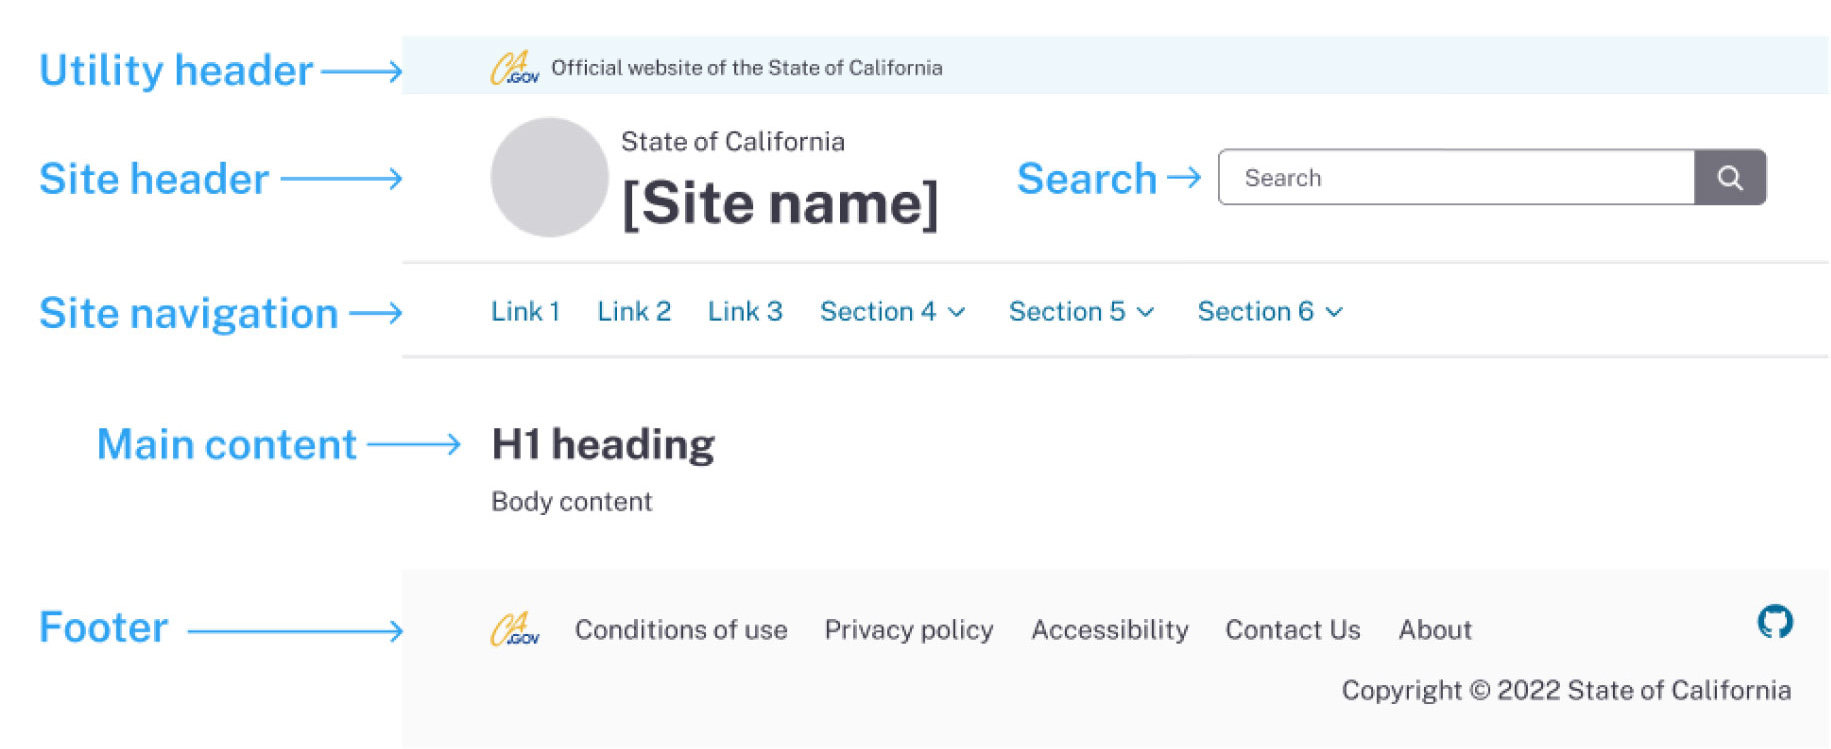 Utility header
CA.GOV Official website of the State of California
Site header
State of California
[Site name]
Search
Search
Site navigation
Link 1 Link 2 Link 3 Section 4 Section 5 Section 6
Main content
H1 heading
Body content
Footer
CA.GOV Conditions of use Privacy policy Accessibility Contact Us About
Copyright © 2022 State of California